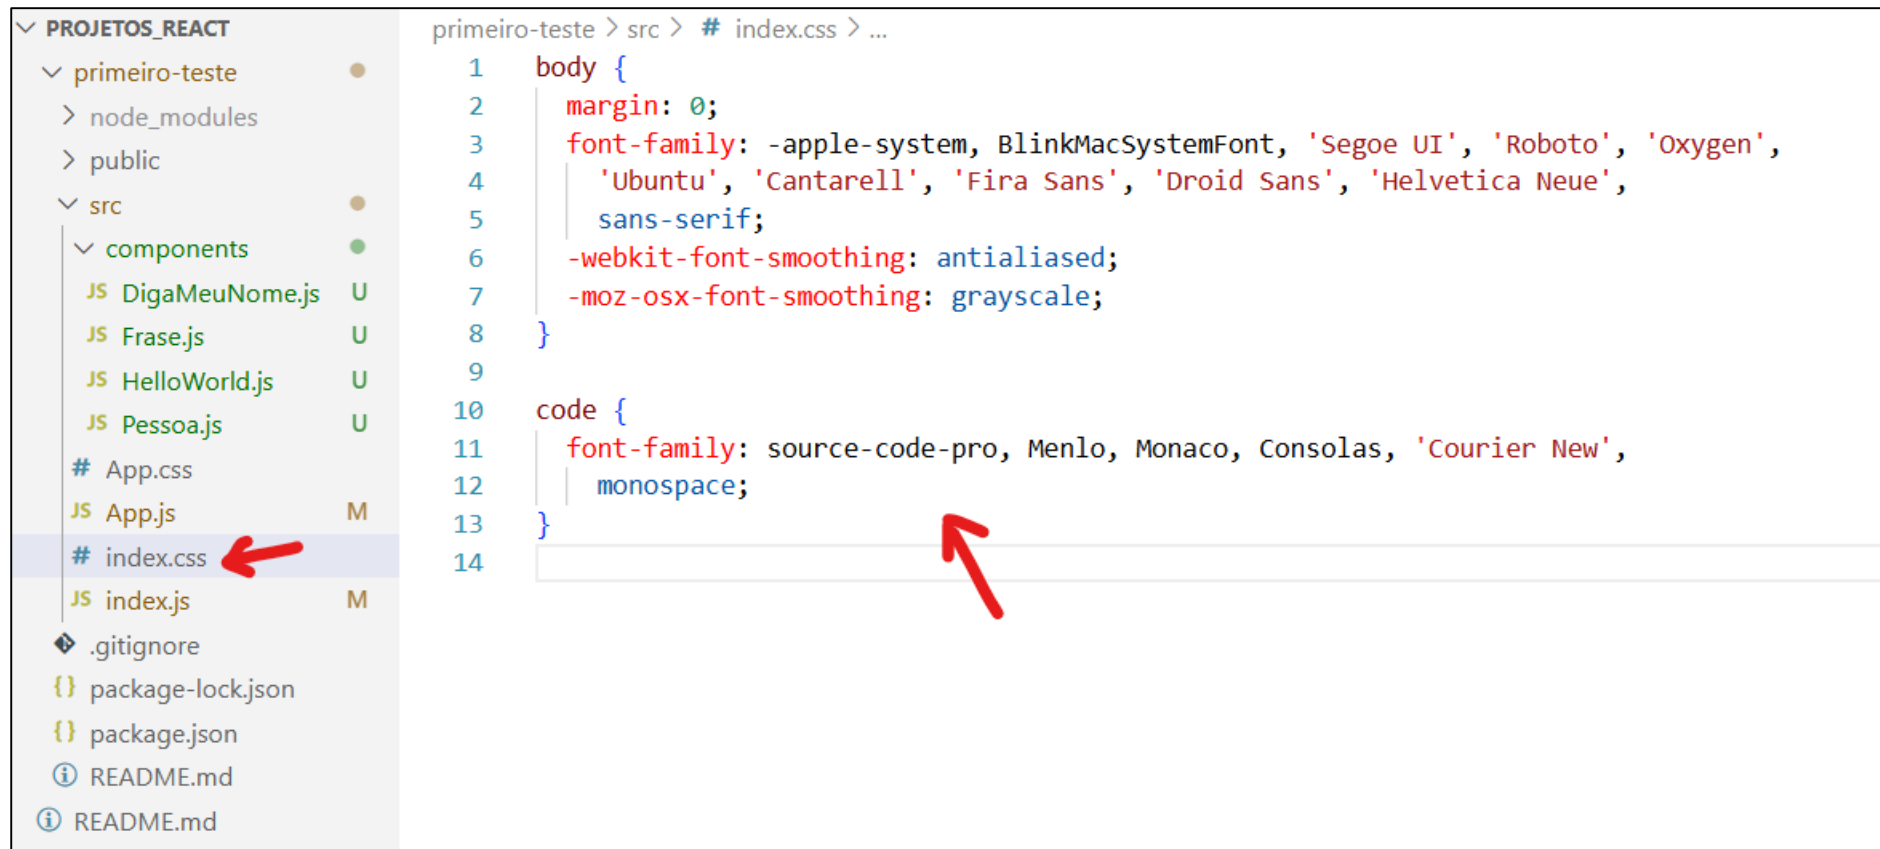 PROJETOS_REACT
primeiro-teste
node_modules
public
src
components
JS DigaMeuNome.js U
JS Frase.js U
JS HelloWorld.js U
JS Pessoa.js U
# App.css
JS App.js M
# index.css
JS index.js M
.gitignore
{} package-lock.json
{} package.json
README.md
README.md
primeiro-teste > src > # index.css > ...
1 body {
2 margin: 0;
3 font-family: -apple-system, BlinkMacSystemFont, 'Segoe UI', 'Roboto', 'Oxygen',
4 'Ubuntu', 'Cantarell', 'Fira Sans', 'Droid Sans', 'Helvetica Neue',
5 sans-serif;
6 -webkit-font-smoothing: antialiased;
7 -moz-osx-font-smoothing: grayscale;
8 }
9
10 code {
11 font-family: source-code-pro, Menlo, Monaco, Consolas, 'Courier New',
12 monospace;
13 }
14